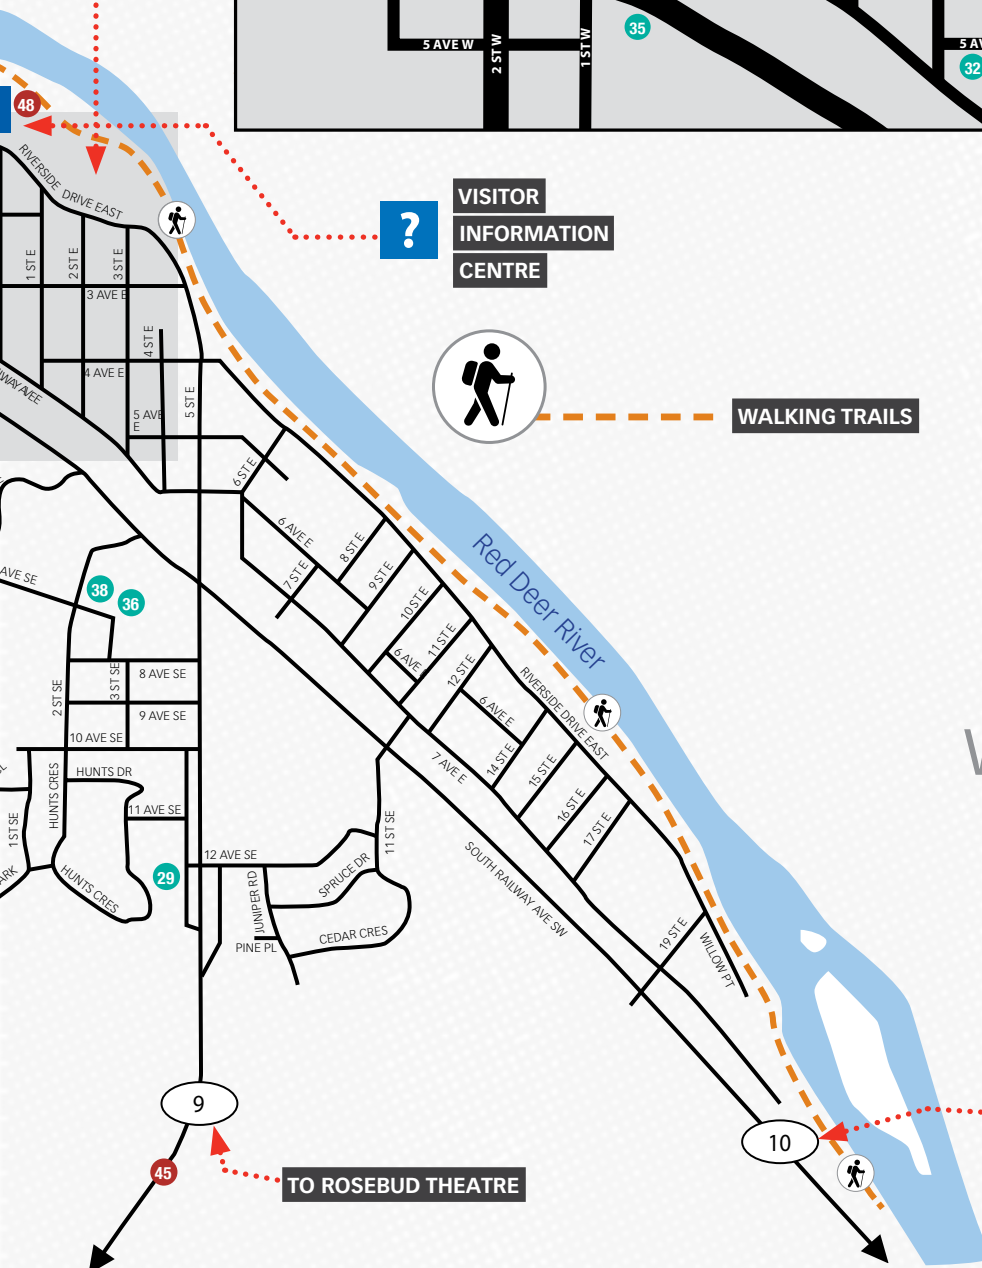 5 AVE W
2 ST W
1 ST W
35
5 AV
32
48
RIVERSIDE DRIVE EAST
?
VISITOR
INFORMATION
CENTRE
1 ST E
2 ST E
3 ST E
3 AVE E
4 ST E
4 AVE E
WAY AVEE
5 AVE
E
5 ST E
WALKING TRAILS
6 ST E
6 AVE E
7 ST E
8 ST E
9 ST E
10 ST E
6 AVE
11 ST E
12 ST E
6 AVE E
14 ST E
15 ST E
16 ST E
17 ST E
19 ST E
Red Deer River
RIVERSIDE DRIVE EAST
7 AVE E
SOUTH RAILWAY AVE SW
WILLOW PT
AVE SE
38
36
2 ST SE
3 ST SE
8 AVE SE
9 AVE SE
10 AVE SE
HUNTS DR
HUNTS CRES
11 AVE SE
1 ST SE
ARK
HUNTS CRES
29
12 AVE SE
11 ST SE
JUNIPER RD
SPRUCE DR
CEDAR CRES
PINE PL
9
10
45
TO ROSEBUD THEATRE